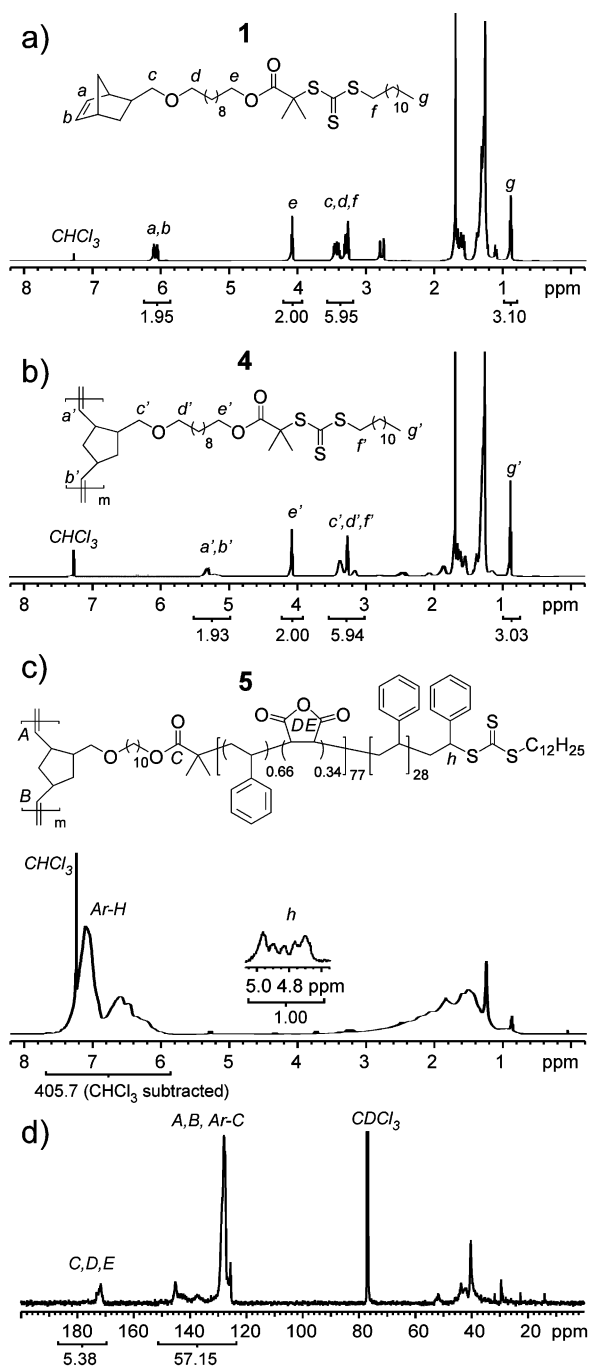 a)
1
a
b
c
O
d
8
e
O
O
S
S
S
f
10
g
CHCl3
a,b
e
c,d,f
g
8 7 6 5 4 3 2 1 ppm
1.95 2.00 5.95 3.10
b)
4
a'
b'
m
c'
O
d'
8
e'
O
O
S
S
S
f'
10
g'
CHCl3
a',b'
e'
c',d',f'
g'
8 7 6 5 4 3 2 1 ppm
1.93 2.00 5.94 3.03
c)
5
A
B
m
O
10
O
O
C
0.66
O
O
O
D E
0.34
77
28
h
S
S
S
C12H25
CHCl3
Ar-H
h
5.0 4.8 ppm
1.00
8 7 6 5 4 3 2 1 ppm
405.7 (CHCl3 subtracted)
d)
A,B, Ar-C
CDCl3
C,D,E
180 160 140 120 100 80 60 40 20 ppm
5.38 57.15